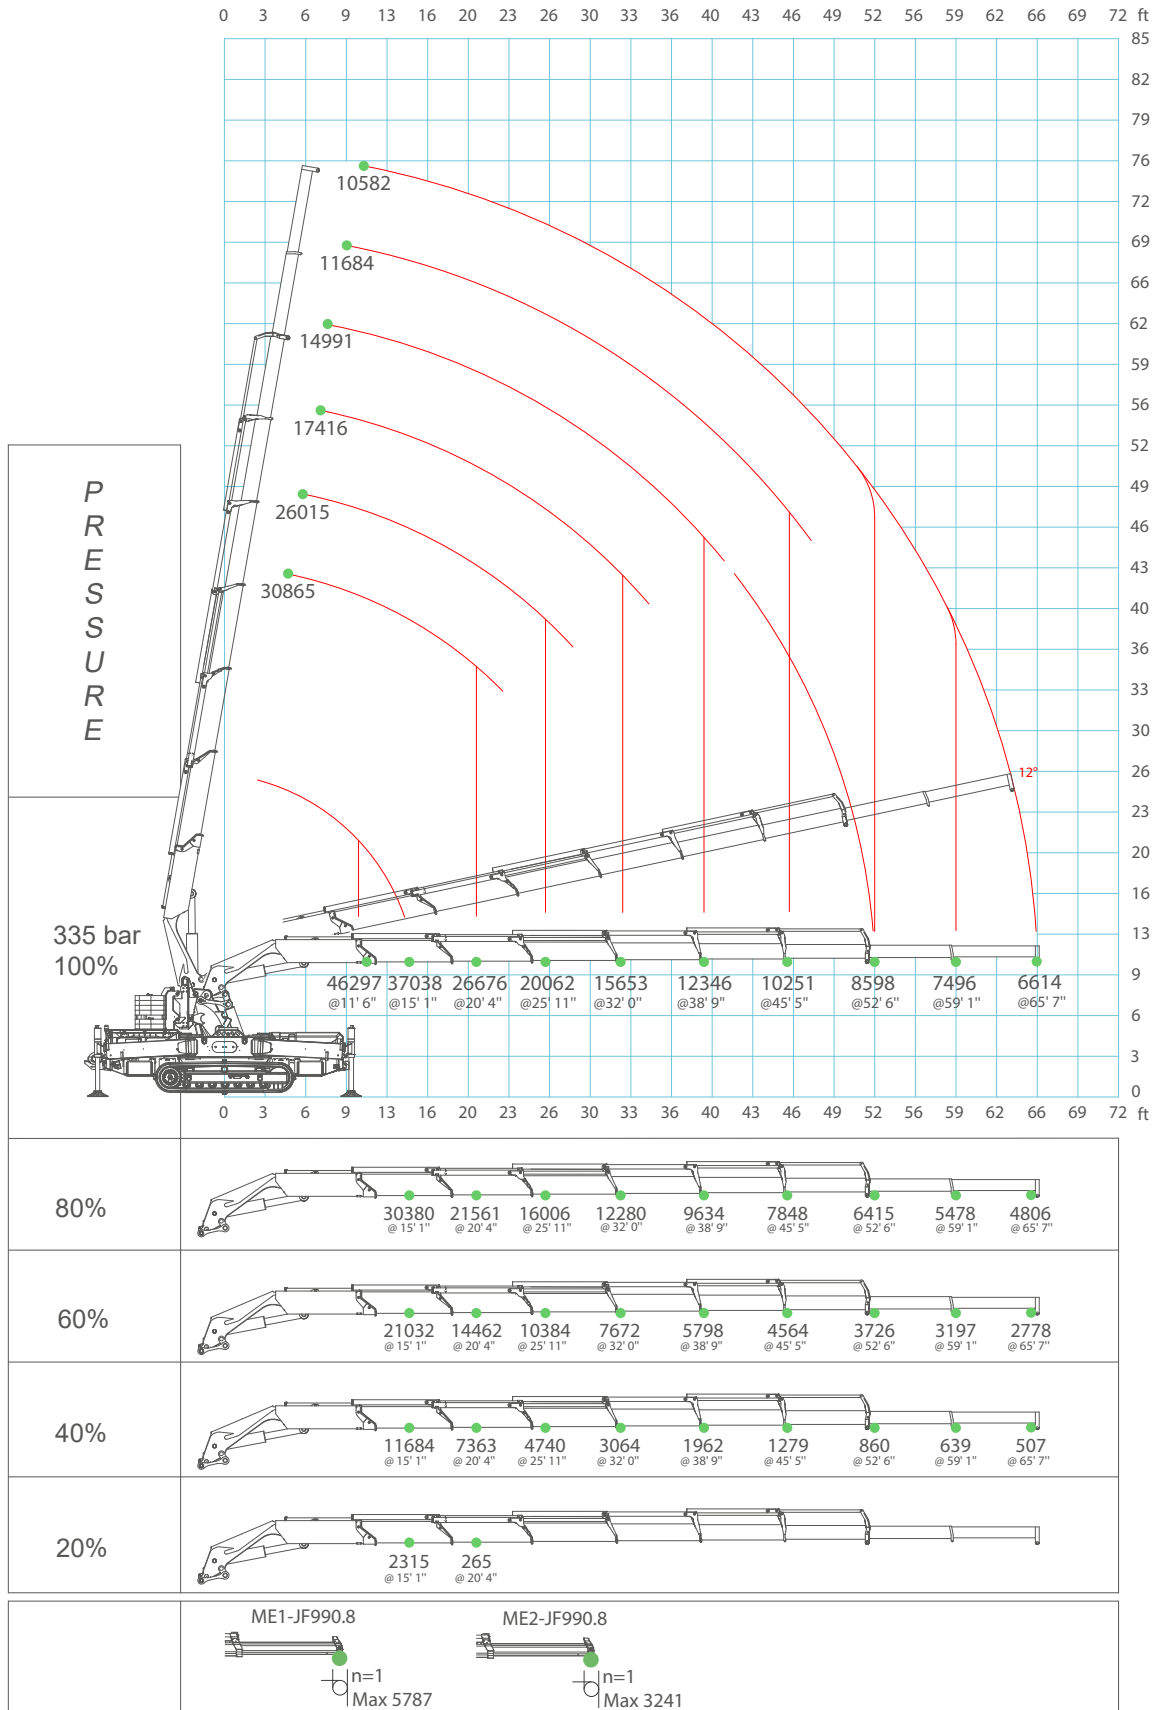 0 3 6 9 13 16 20 23 26 30 33 36 40 43 46 49 52 56 59 62 66 69 72 ft
85
82
79
76
10582
72
69
11684
66
62
14991
59
56
17416
52
49
26015
46
43
30865
40
36
33
30
26
12°
23
20
16
13
9
6
3
0
PRESSURE
335 bar
100%
46297 37038 26676 20062 15653 12346 10251 8598 7496 6614
@11' 6" @15' 1" @20' 4" @25' 11" @32' 0" @38' 9" @45' 5" @52' 6" @59' 1" @65' 7"
0 3 6 9 13 16 20 23 26 30 33 36 40 43 46 49 52 56 59 62 66 69 72 ft
80%
30380 21561 16006 12280 9634 7848 6415 5478 4806
@ 15' 1" @ 20' 4" @ 25' 11" @ 32' 0" @ 38' 9" @ 45' 5" @ 52' 6" @ 59' 1" @ 65' 7"
60%
21032 14462 10384 7672 5798 4564 3726 3197 2778
@ 15' 1" @ 20' 4" @ 25' 11" @ 32' 0" @ 38' 9" @ 45' 5" @ 52' 6" @ 59' 1" @ 65' 7"
40%
11684 7363 4740 3064 1962 1279 860 639 507
@ 15' 1" @ 20' 4" @ 25' 11" @ 32' 0" @ 38' 9" @ 45' 5" @ 52' 6" @ 59' 1" @ 65' 7"
20%
2315 265
@ 15' 1" @ 20' 4"
ME1-JF990.8 ME2-JF990.8
n=1 n=1
Max 5787 Max 3241